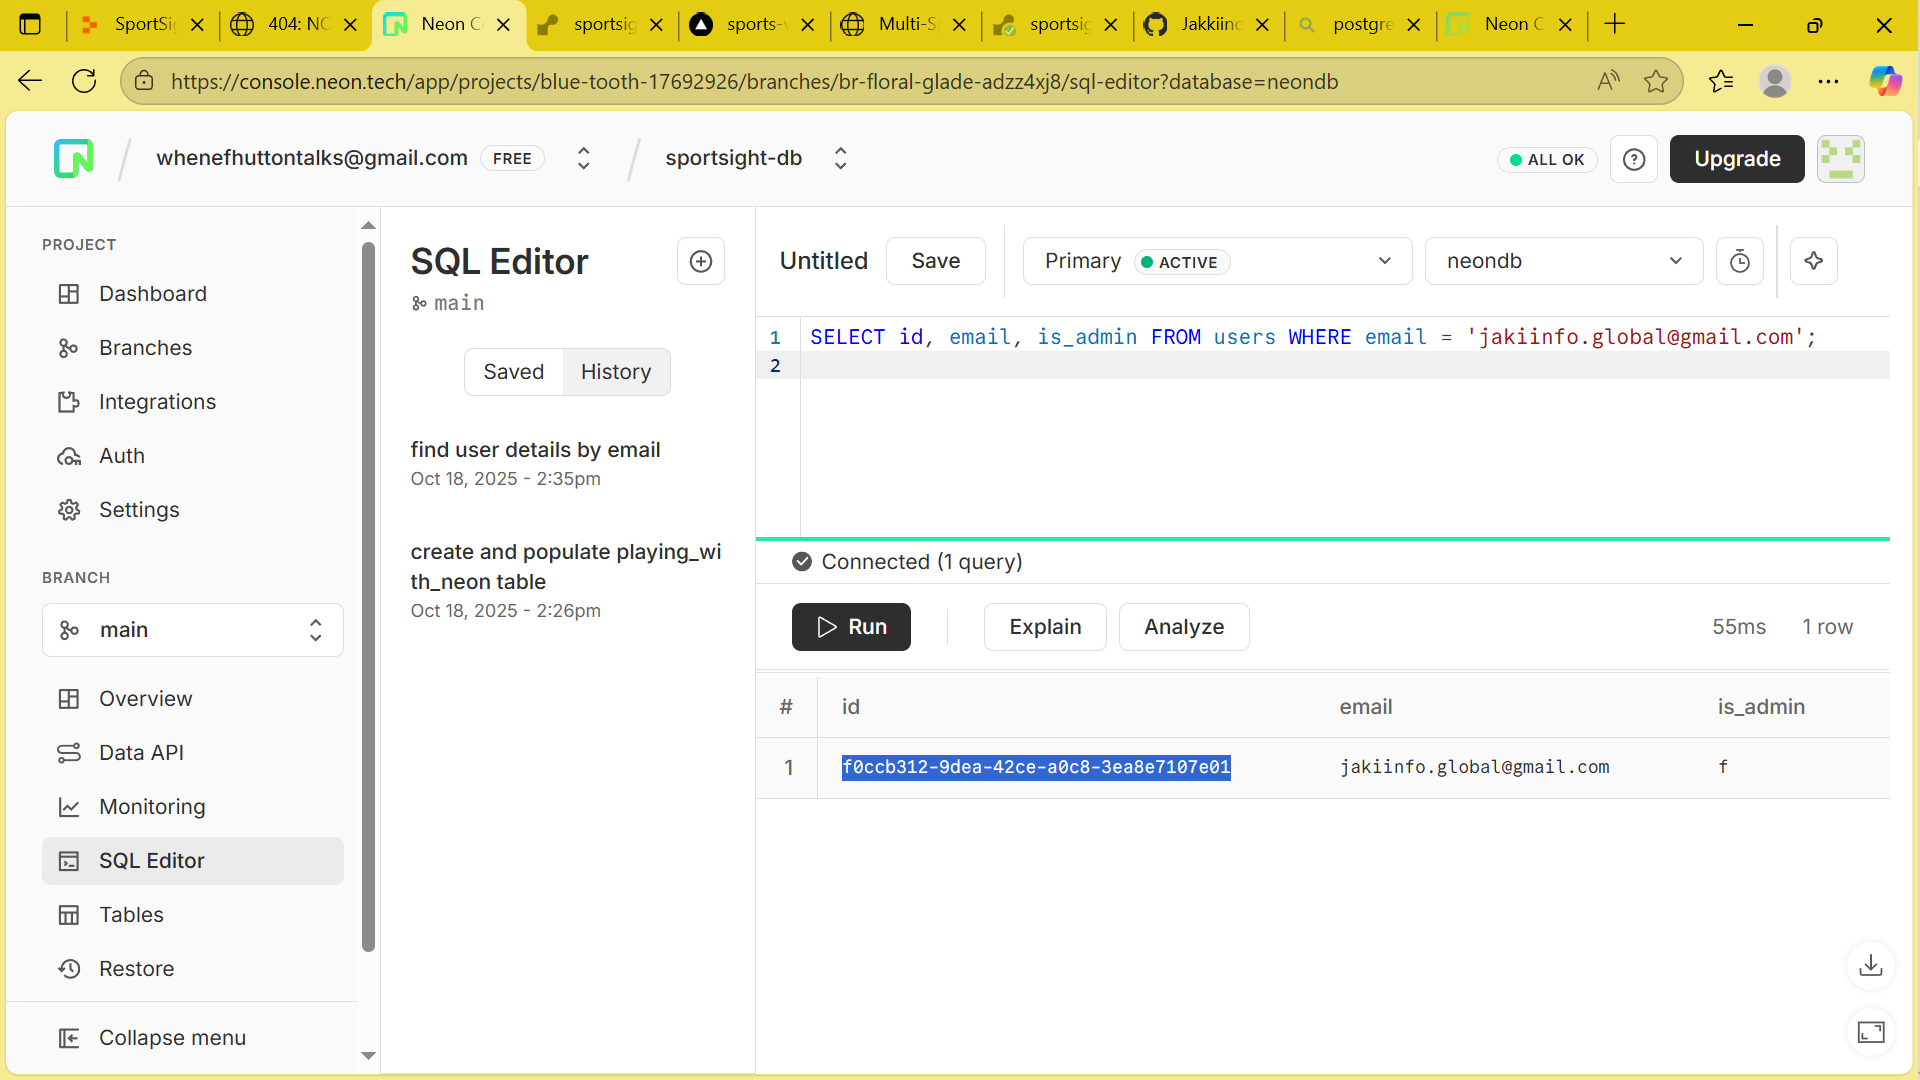 SportSi
404: NO
Neon C
sportsig
sports-v
Multi-S
sportsig
Jakkiinc
postgre
Neon C
https://console.neon.tech/app/projects/blue-tooth-17692926/branches/br-floral-glade-adzz4xj8/sql-editor?database=neondb
whenefhuttontalks@gmail.com FREE
sportsight-db
ALL OK
Upgrade
PROJECT
Dashboard
Branches
Integrations
Auth
Settings
BRANCH
main
Overview
Data API
Monitoring
SQL Editor
Tables
Restore
Collapse menu
SQL Editor
main
Saved
History
find user details by email
Oct 18, 2025 - 2:35pm
create and populate playing_wi
th_neon table
Oct 18, 2025 - 2:26pm
Untitled
Save
Primary ACTIVE
neondb
1 SELECT id, email, is_admin FROM users WHERE email = 'jakiinfo.global@gmail.com';
2
Connected (1 query)
Run
Explain
Analyze
55ms
1 row
# id email is_admin
1 f0ccb312-9dea-42ce-a0c8-3ea8e7107e01 jakiinfo.global@gmail.com f